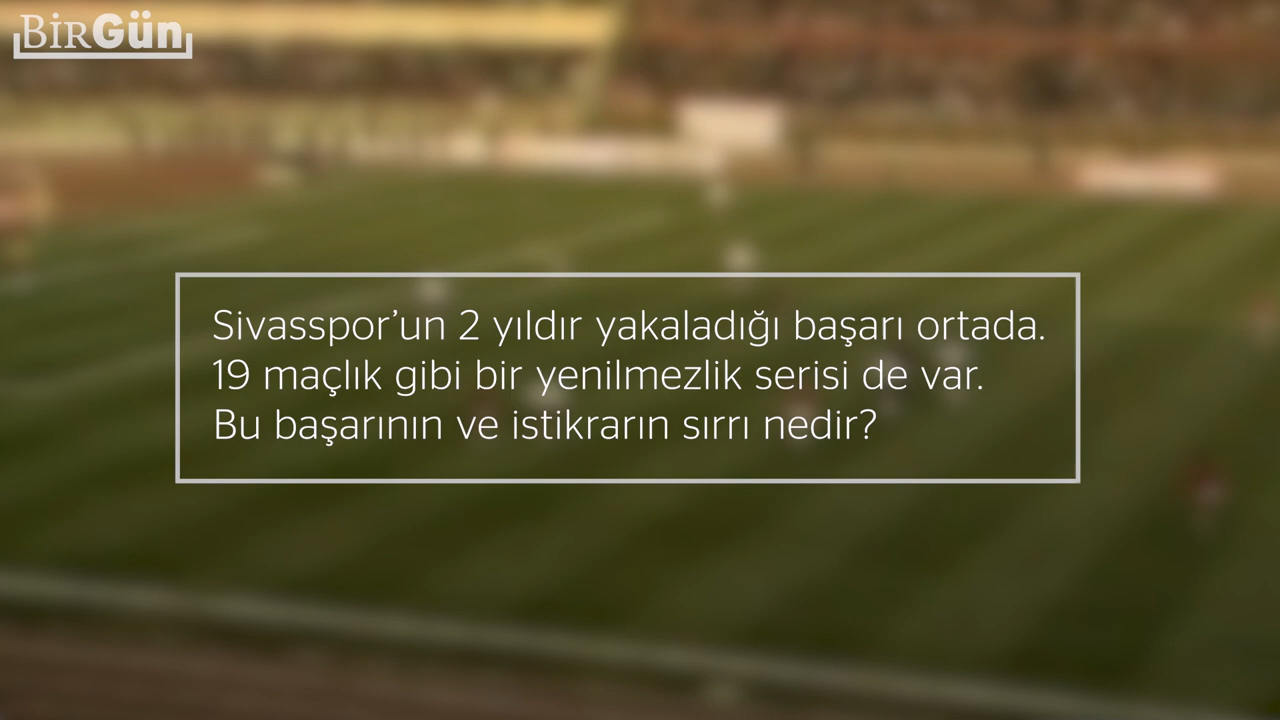 BirGün
Sivasspor’un 2 yıldır yakaladığı başarı ortada.
19 maçlık gibi bir yenilmezlik serisi de var.
Bu başarının ve istikrarın sırrı nedir?